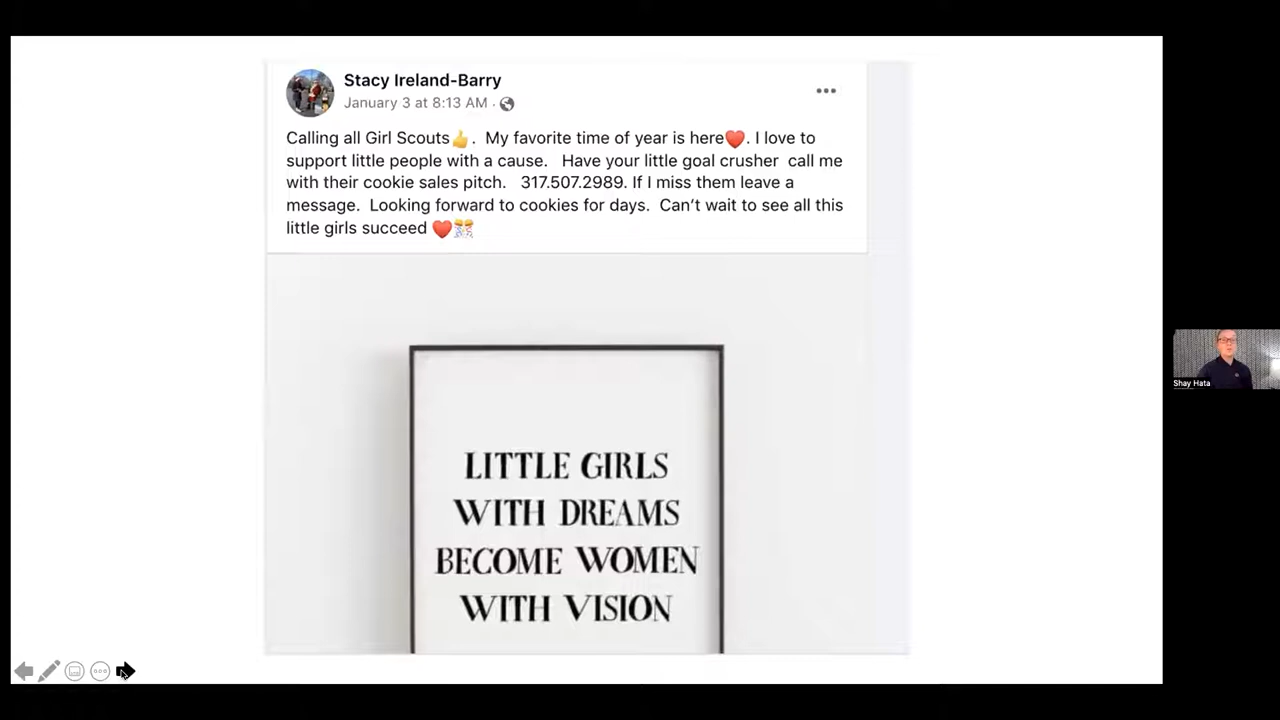 Stacy Ireland-Barry
January 3 at 8:13 AM ·
Calling all Girl Scouts👍. My favorite time of year is here❤️. I love to
support little people with a cause. Have your little goal crusher call me
with their cookie sales pitch. 317.507.2989. If I miss them leave a
message. Looking forward to cookies for days. Can't wait to see all this
little girls succeed ❤️🎊
LITTLE GIRLS
WITH DREAMS
BECOME WOMEN
WITH VISION
Shay Hata